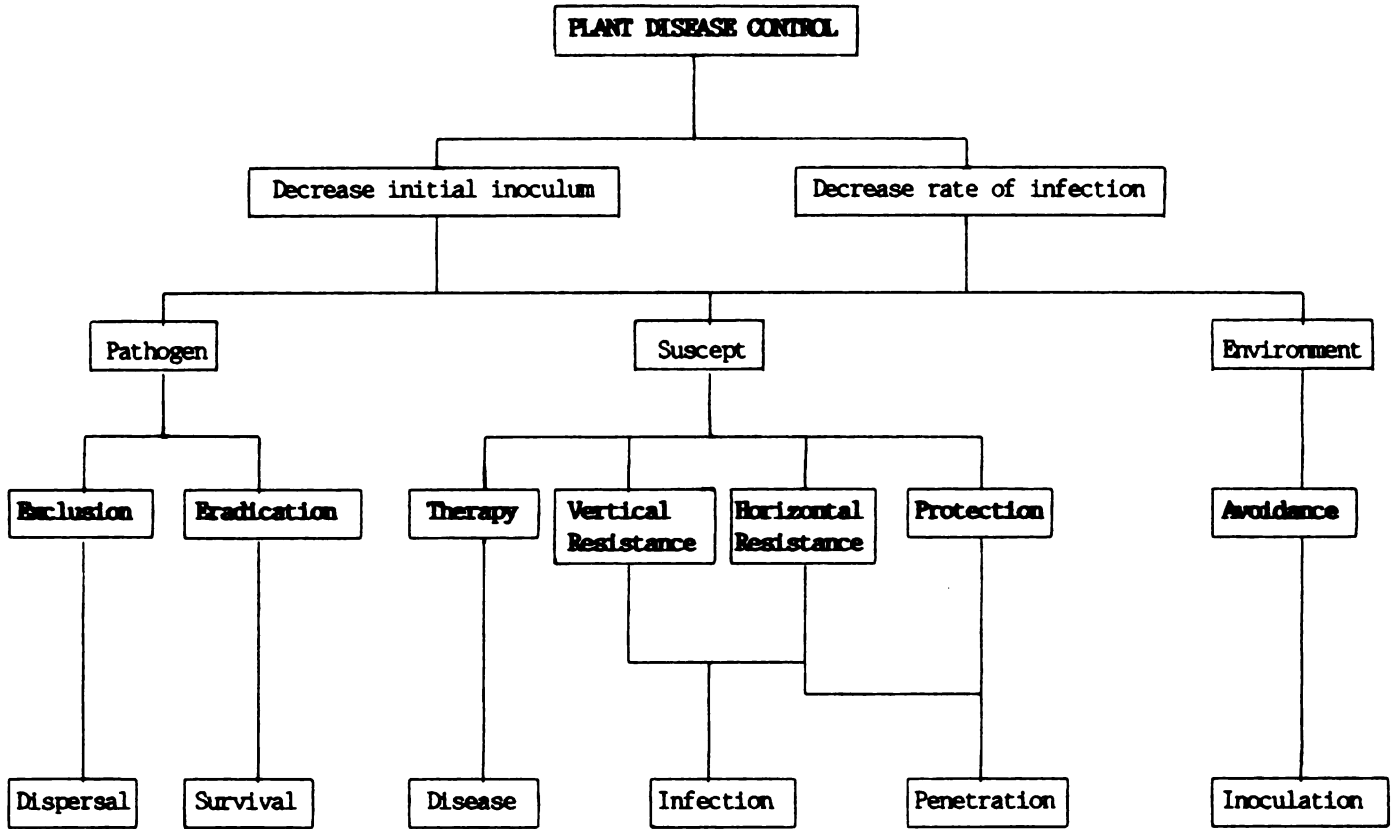 PLANT DISEASE CONTROL
Decrease initial inoculum
Decrease rate of infection
Pathogen
Suscept
Environment
Exclusion
Eradication
Therapy
Vertical
Resistance
Horizontal
Resistance
Protection
Avoidance
Dispersal
Survival
Disease
Infection
Penetration
Inoculation